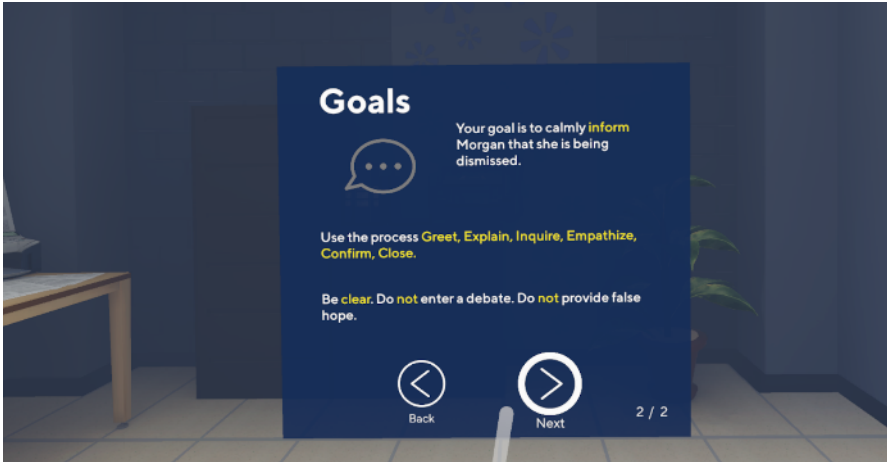 Goals
Your goal is to calmly inform
Morgan that she is being
dismissed.
Use the process Greet, Explain, Inquire, Empathize,
Confirm, Close.
Be clear. Do not enter a debate. Do not provide false
hope.
Back
Next
2 / 2